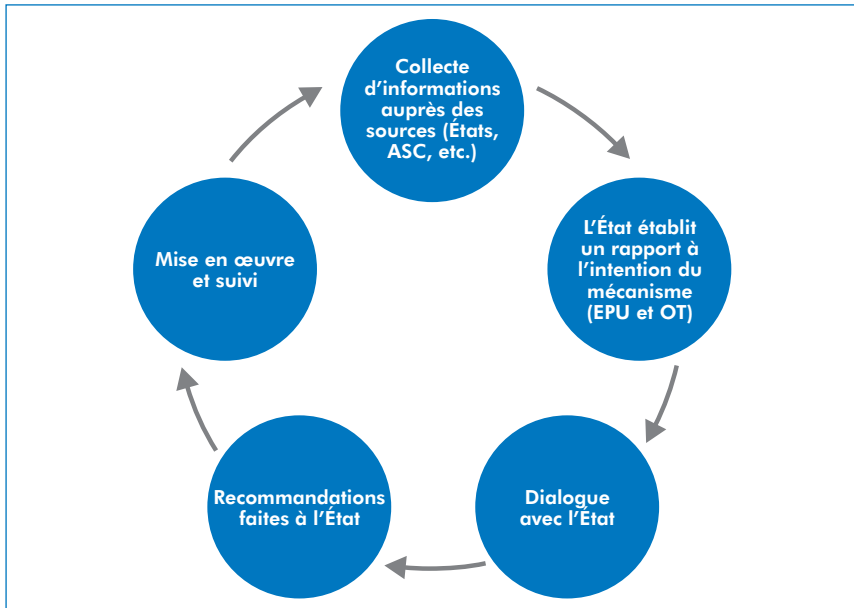 Collecte
d’informations
auprès des
sources (États,
ASC, etc.)
L’État établit
un rapport à
l’intention du
mécanisme
(EPU et OT)
Dialogue
avec l’État
Recommandations
faites à l’État
Mise en œuvre
et suivi